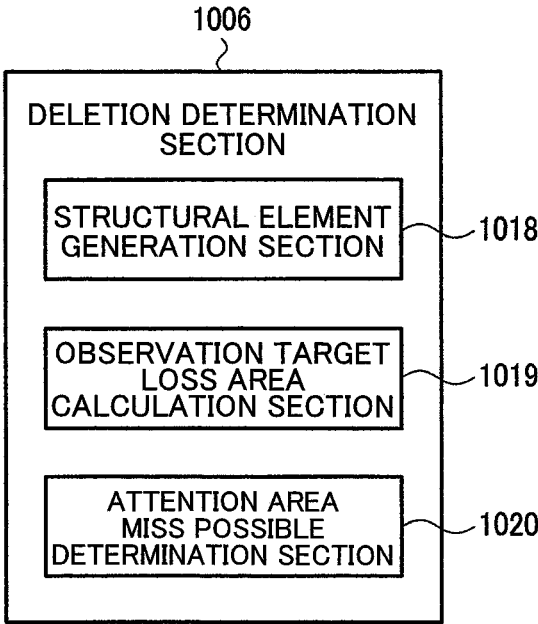 1006
DELETION DETERMINATION
SECTION
STRUCTURAL ELEMENT
GENERATION SECTION
1018
OBSERVATION TARGET
LOSS AREA
CALCULATION SECTION
1019
ATTENTION AREA
MISS POSSIBLE
DETERMINATION SECTION
1020